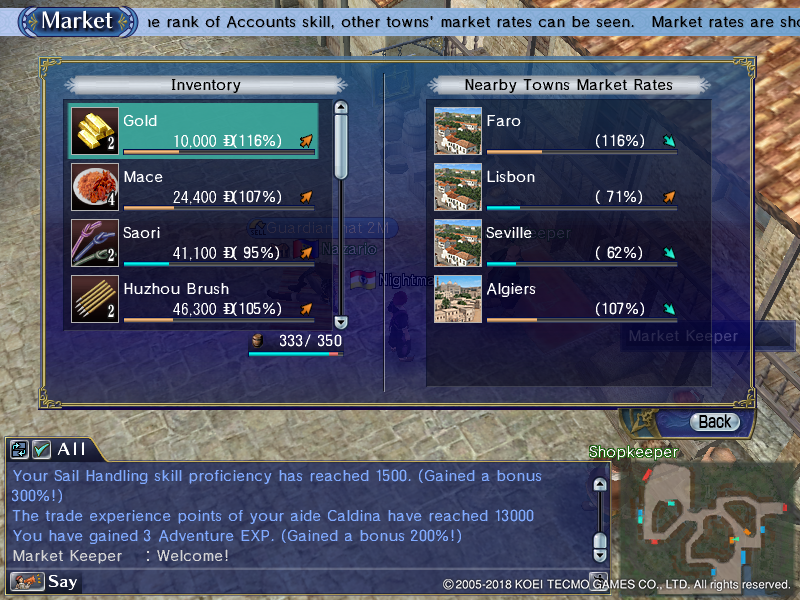 Market
he rank of Accounts skill, other towns' market rates can be seen. Market rates are sho
Inventory
Gold
2
10,000 D(116%)
Mace
4
24,400 D(107%)
Saori
2
41,100 D( 95%)
Huzhou Brush
2
46,300 D(105%)
333/ 350
Nearby Towns Market Rates
Faro
(116%)
Lisbon
( 71%)
Seville
( 62%)
Algiers
(107%)
Guardian hat 2M
Nazario
Nightma
Market Keeper
Back
Shopkeeper
All
Your Sail Handling skill proficiency has reached 1500. (Gained a bonus
300%!)
The trade experience points of your aide Caldina have reached 13000
You have gained 3 Adventure EXP. (Gained a bonus 200%!)
Market Keeper : Welcome!
Say
©2005-2018 KOEI TECMO GAMES CO., LTD. All rights reserved.